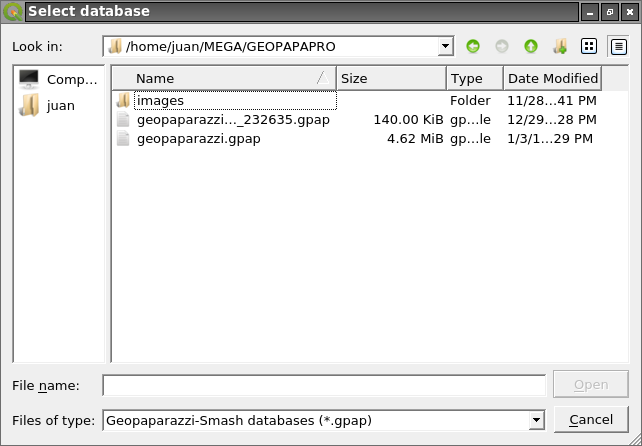 Select database
Look in: /home/juan/MEGA/GEOPAPAPRO
Comp...
juan
Name Size Type Date Modified
images Folder 11/28...41 PM
geopaparazzi..._232635.gpap 140.00 KiB gp...le 12/29...28 PM
geopaparazzi.gpap 4.62 MiB gp...le 1/3/1...29 PM
File name: Open
Files of type: Geopaparazzi-Smash databases (*.gpap) Cancel